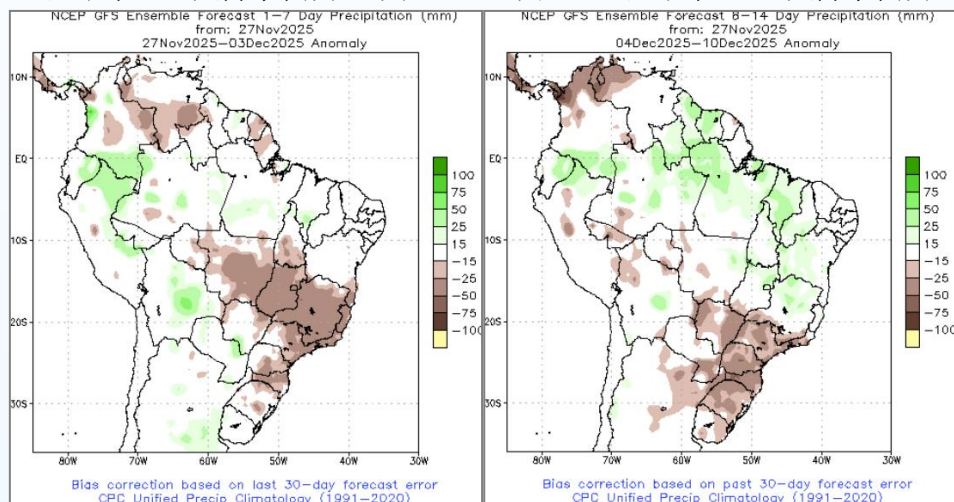 NCEP GFS Ensemble Forecast 1-7 Day Precipitation (mm)
from: 27Nov2025
27Nov2025-03Dec2025 Anomaly
10N
EQ
10S
20S
30S
80W
70W
60W
50W
40W
30W
100
75
50
25
15
-15
-25
-50
-75
-100
Bias correction based on last 30-day forecast error
CPC Unified Precip Climatology (1991-2020)
NCEP GFS Ensemble Forecast 8-14 Day Precipitation (mm)
from: 27Nov2025
04Dec2025-10Dec2025 Anomaly
10N
EQ
10S
20S
30S
80W
70W
60W
50W
40W
30W
100
75
50
25
15
-15
-25
-50
-75
-100
Bias correction based on past 30-day forecast error
CPC Unified Precip Climatology (1991-2020)